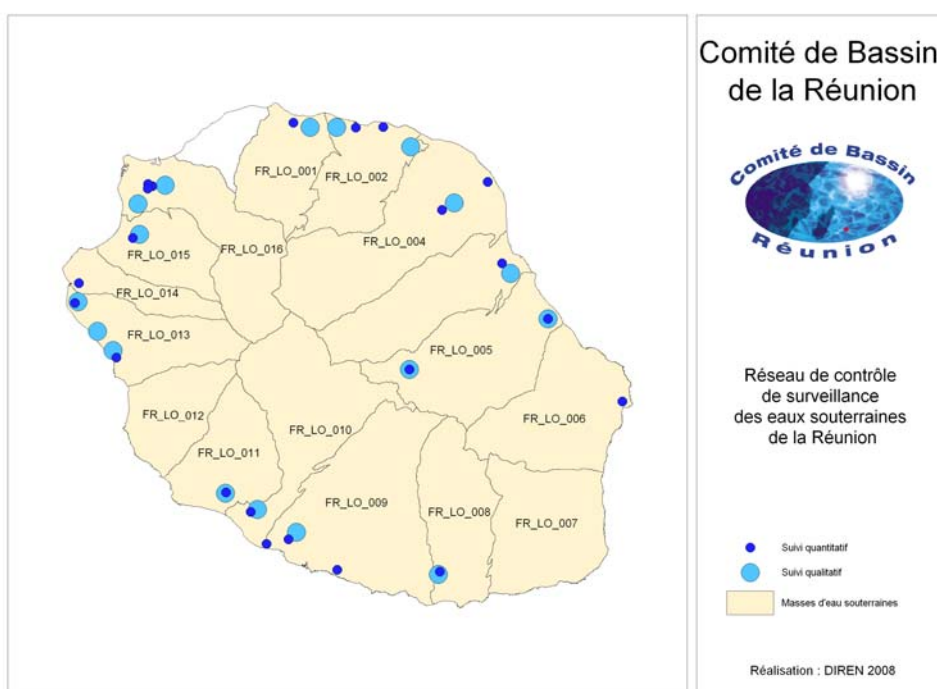 Comité de Bassin
de la Réunion
Comité de Bassin
Réunion
Réseau de contrôle
de surveillance
des eaux souterraines
de la Réunion
Suivi quantitatif
Suivi qualitatif
Masses d'eau souterraines
Réalisation : DIREN 2008
FR_LO_001
FR_LO_002
FR_LO_004
FR_LO_016
FR_LO_015
FR_LO_014
FR_LO_013
FR_LO_005
FR_LO_012
FR_LO_006
FR_LO_010
FR_LO_011
FR_LO_009
FR_LO_008
FR_LO_007